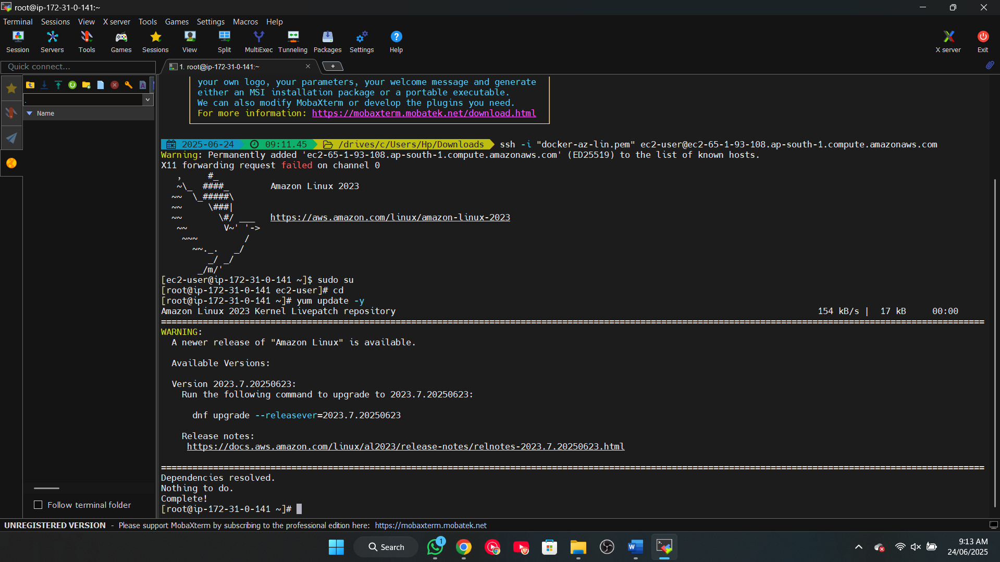 root@ip-172-31-0-141:~
Terminal Sessions View X server Tools Games Settings Macros Help
Session Servers Tools Games Sessions View Split MultiExec Tunneling Packages Settings Help X server Exit
Quick connect...
1. root@ip-172-31-0-141:~
.
Name
your own logo, your parameters, your welcome message and generate
either an MSI installation package or a portable executable.
We can also modify MobaXterm or develop the plugins you need.
For more information: https://mobaxterm.mobatek.net/download.html
2025-06-24 09:11.45 /drives/c/Users/Hp/Downloads ssh -i "docker-az-lin.pem" ec2-user@ec2-65-1-93-108.ap-south-1.compute.amazonaws.com
Warning: Permanently added 'ec2-65-1-93-108.ap-south-1.compute.amazonaws.com' (ED25519) to the list of known hosts.
X11 forwarding request failed on channel 0
   ,     #_
   ~\_  ####_        Amazon Linux 2023
  ~~  \_#####\
  ~~     \###|
  ~~       \#/ ___   https://aws.amazon.com/linux/amazon-linux-2023
   ~~       V~' '->
    ~~~         /
      ~~._.   _/
         _/ _/
       _/m/'
[ec2-user@ip-172-31-0-141 ~]$ sudo su
[root@ip-172-31-0-141 ec2-user]# cd
[root@ip-172-31-0-141 ~]# yum update -y
Amazon Linux 2023 Kernel Livepatch repository 154 kB/s | 17 kB 00:00
WARNING:
A newer release of "Amazon Linux" is available.
Available Versions:
Version 2023.7.20250623:
Run the following command to upgrade to 2023.7.20250623:
dnf upgrade --releasever=2023.7.20250623
Release notes:
https://docs.aws.amazon.com/linux/al2023/release-notes/relnotes-2023.7.20250623.html
Dependencies resolved.
Nothing to do.
Complete!
[root@ip-172-31-0-141 ~]#
Follow terminal folder
UNREGISTERED VERSION - Please support MobaXterm by subscribing to the professional edition here: https://mobaxterm.mobatek.net
Search
1
9:13 AM
24/06/2025